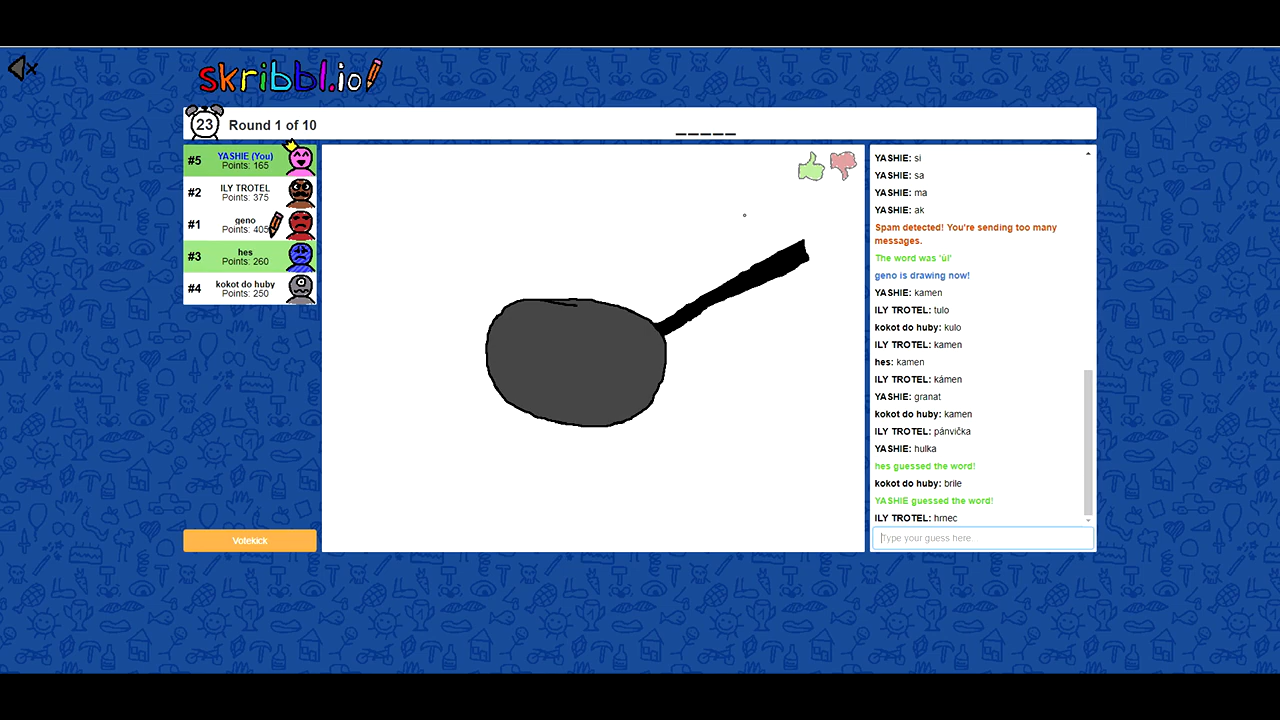 skribbl.io
23
Round 1 of 10
_____
#5
YASHIE (You)
Points: 165
#2
ILY TROTEL
Points: 375
#1
geno
Points: 405
#3
hes
Points: 260
#4
kokot do huby
Points: 250
Votekick
YASHIE: si
YASHIE: sa
YASHIE: ma
YASHIE: ak
Spam detected! You're sending too many
messages.
The word was 'úľ'
geno is drawing now!
YASHIE: kamen
ILY TROTEL: tulo
kokot do huby: kulo
ILY TROTEL: kamen
hes: kamen
ILY TROTEL: kámen
YASHIE: granat
kokot do huby: kamen
ILY TROTEL: pánvička
YASHIE: hulka
hes guessed the word!
kokot do huby: brile
YASHIE guessed the word!
ILY TROTEL: hrnec
Type your guess here